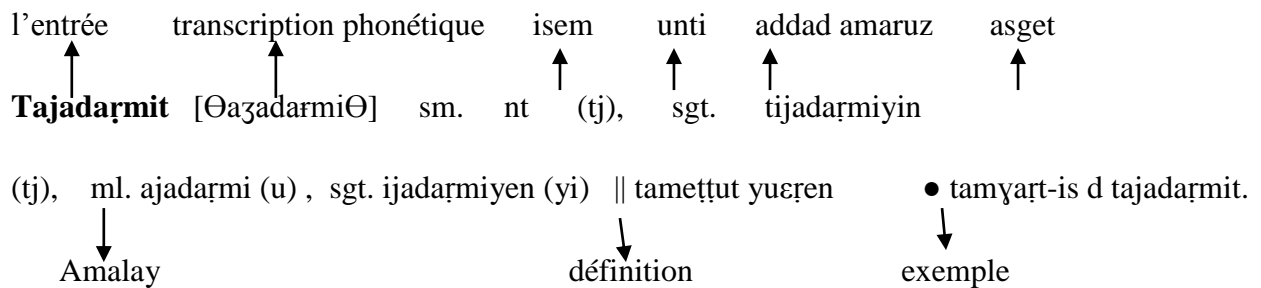 l’entrée transcription phonétique isem unti addad amaruz asget
Tajadaṛmit [ϴaʒadaɍmiϴ] sm. nt (tj), sgt. tijadaṛmiyin
(tj), ml. ajadaṛmi (u) , sgt. ijadaṛmiyen (yi) || tameṭṭut yuɛṛen ● tamɣaṛt-is d tajadaṛmit.
Amalay définition exemple